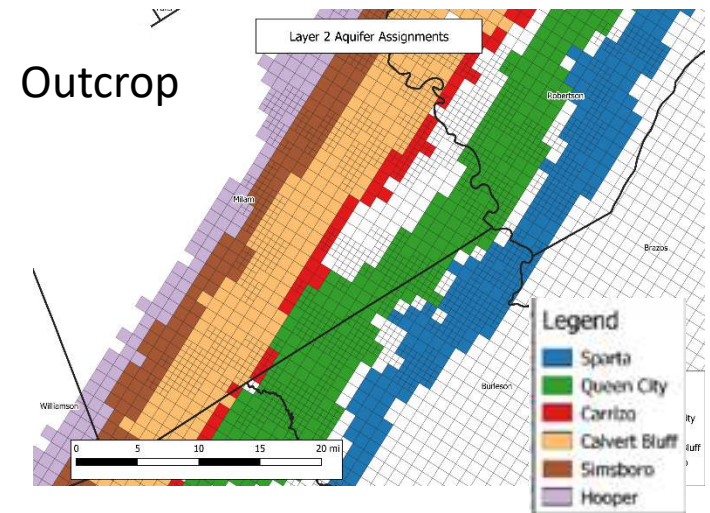 Layer 2 Aquifer Assignments
Outcrop
Robertson
Milam
Brazos
Legend
Sparta
Queen City
Carrizo
Calvert Bluff
Simsboro
Hooper
Burleson
Williamson
0 5 10 15 20 mi